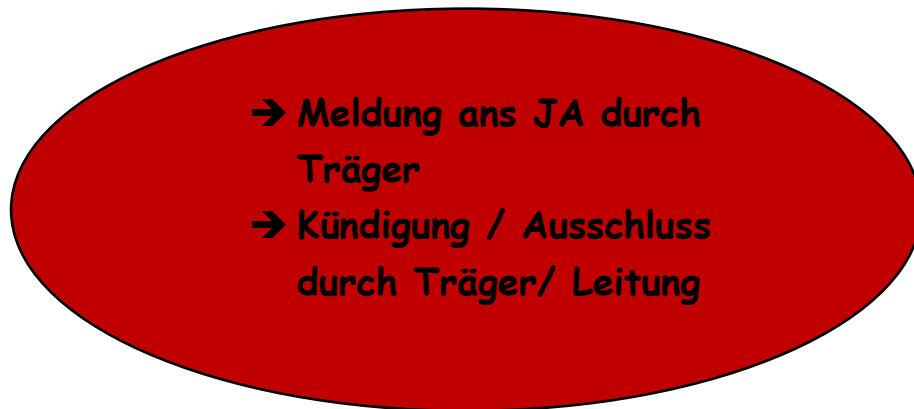 ➔ Meldung ans JA durch
Träger
➔ Kündigung / Ausschluss
durch Träger/ Leitung